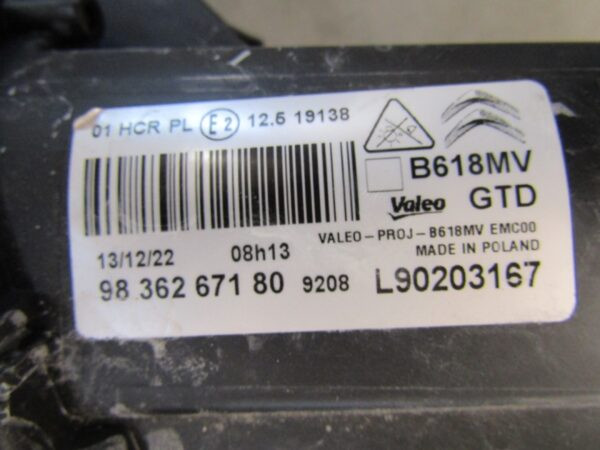 01 HCR PL E2 12.5 19138
B618MV
Valeo GTD
VALEO-PROJ-B618MV EMC00
13/12/22 08h13
MADE IN POLAND
98 362 671 80 9208 L90203167